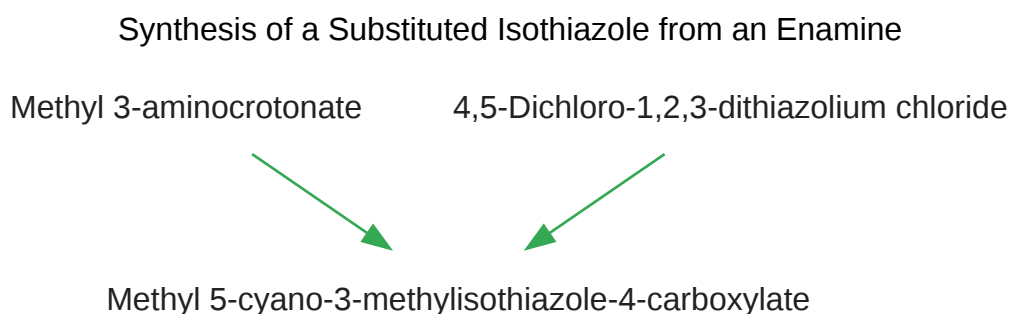 Synthesis of a Substituted Isothiazole from an Enamine
Methyl 3-aminocrotonate
4,5-Dichloro-1,2,3-dithiazolium chloride
Methyl 5-cyano-3-methylisothiazole-4-carboxylate